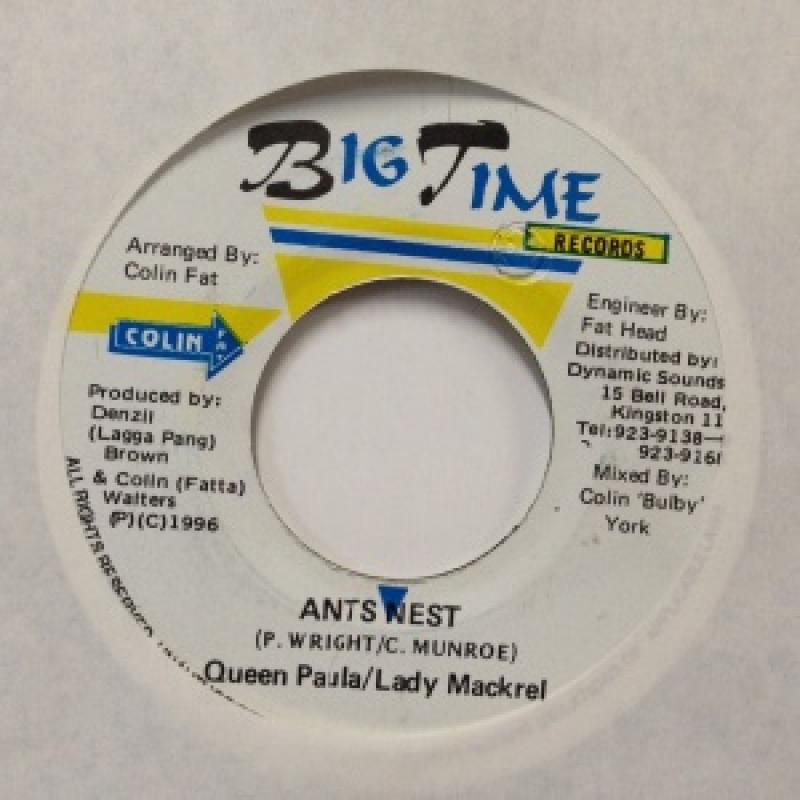 BIG TIME
RECORDS
Arranged By:
Colin Fat
COLIN FAT
Produced by:
Denzil
(Lagga Pang)
Brown
& Colin (Fatta)
Walters
(P)(C)1996
Engineer By:
Fat Head
Distributed by:
Dynamic Sounds
15 Bell Road,
Kingston 11
Tel:923-9138—
923-9161
Mixed By:
Colin 'Bulby'
York
ALL RIGHTS
ANTS NEST
(P. WRIGHT/C. MUNROE)
Queen Paula/Lady Mackrel